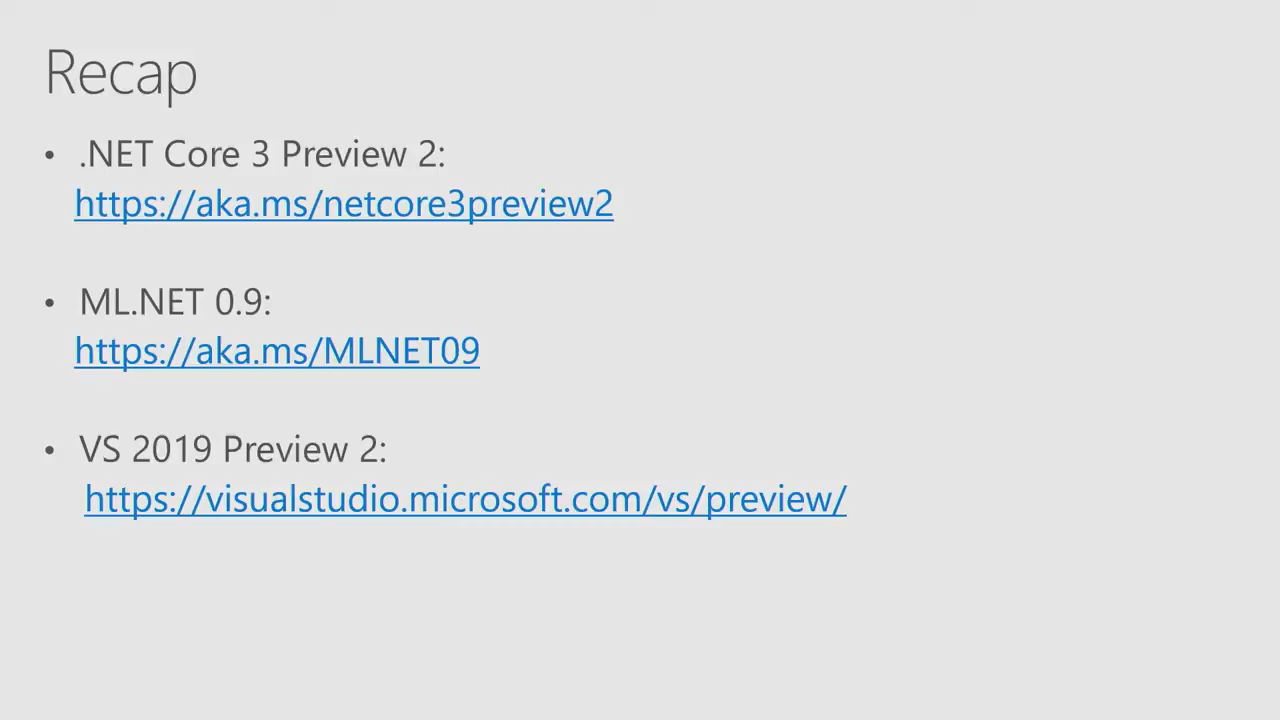 Recap
• .NET Core 3 Preview 2:
https://aka.ms/netcore3preview2
• ML.NET 0.9:
https://aka.ms/MLNET09
• VS 2019 Preview 2:
https://visualstudio.microsoft.com/vs/preview/